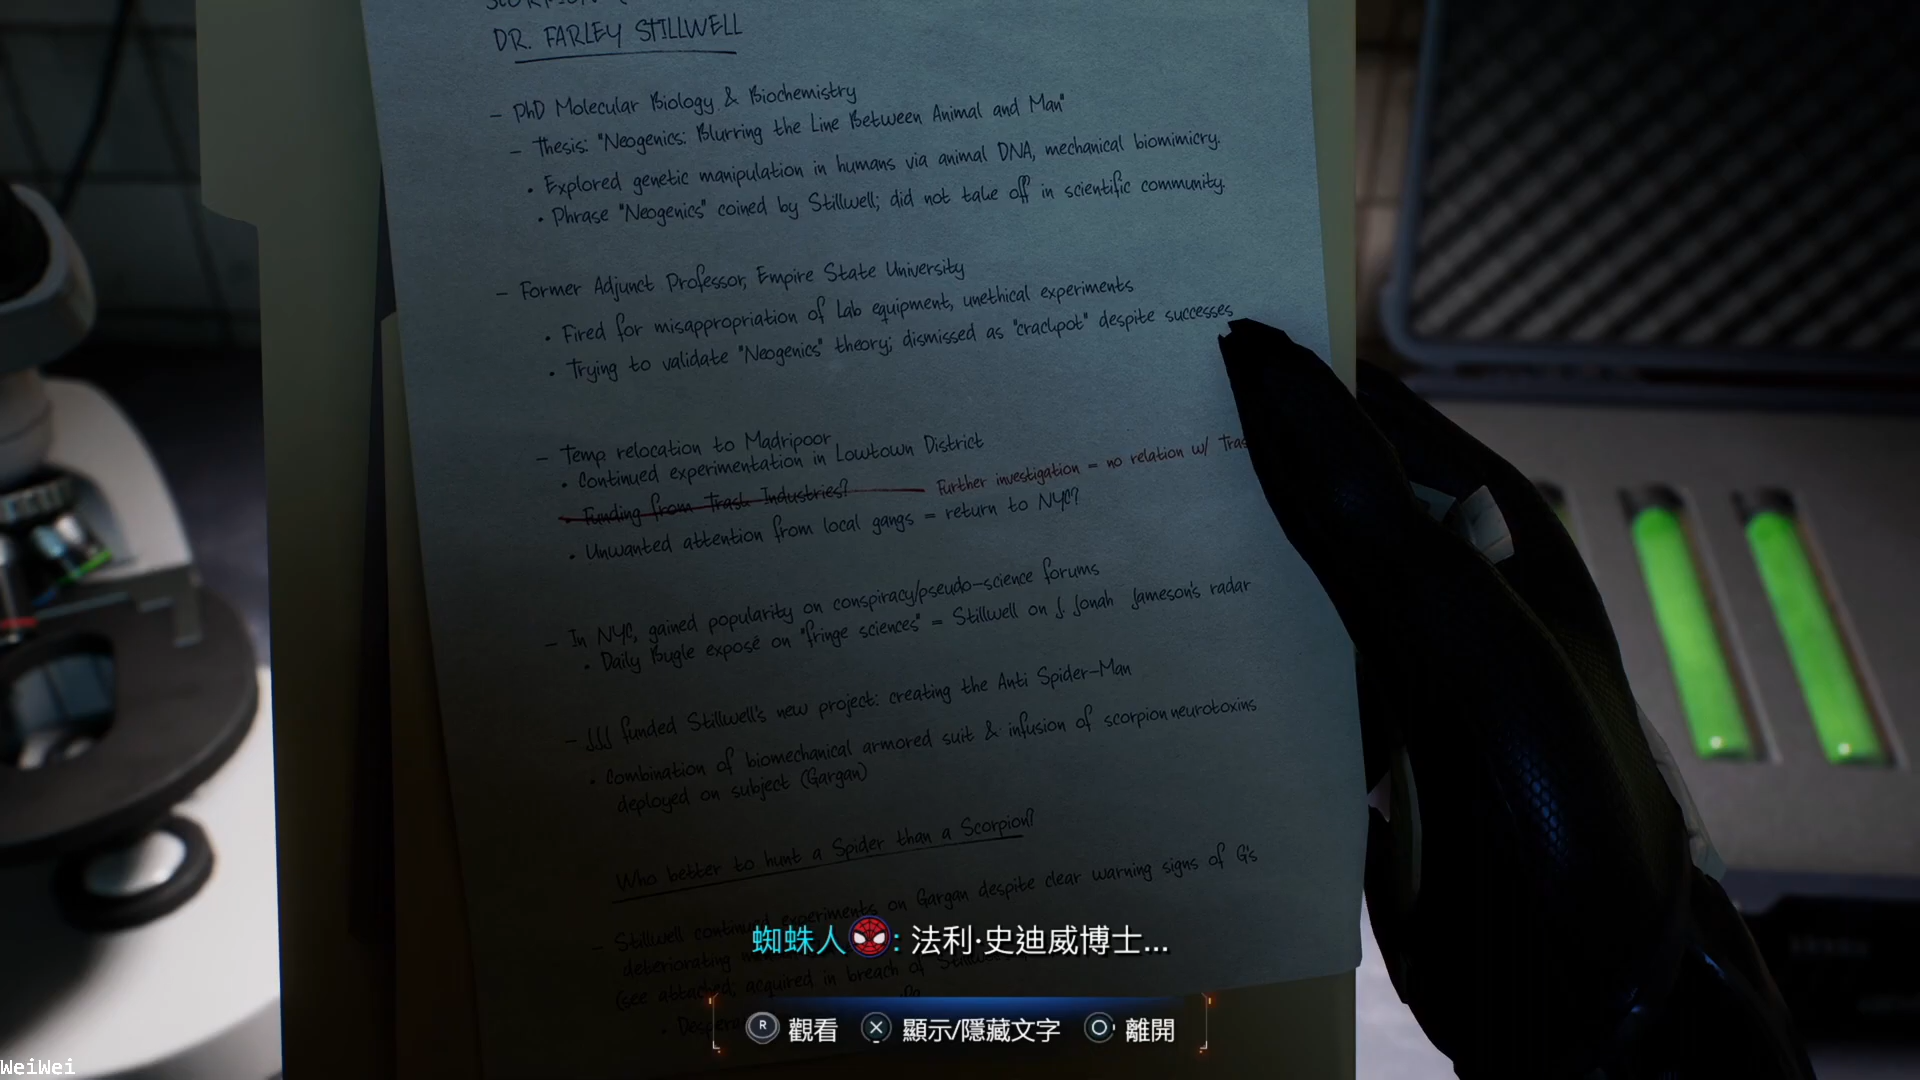 DR. FARLEY STILLWELL
- PhD Molecular Biology & Biochemistry
- Thesis: "Neogenics: Blurring the Line Between Animal and Man"
• Explored genetic manipulation in humans via animal DNA, mechanical biomimicry.
• Phrase "Neogenics" coined by Stillwell; did not take off in scientific community.
- Former Adjunct Professor, Empire State University
• Fired for misappropriation of Lab equipment, unethical experiments
• Trying to validate "Neogenics" theory; dismissed as "crackpot" despite successes
- Temp relocation to Madripoor
• Continued experimentation in Lowtown District
• Funding from Trask Industries? Further investigation = no relation w/ Tras
• Unwanted attention from local gangs = return to NYC?
- In NYC, gained popularity on conspiracy/pseudo-science forums
• Daily Bugle exposé on "fringe sciences" = Stillwell on J. Jonah Jameson's radar
- JJJ funded Stillwell's new project: creating the Anti Spider-Man
• Combination of biomechanical armored suit & infusion of scorpion neurotoxins
deployed on subject (Gargan)
Who better to hunt a Spider than a Scorpion?
- Stillwell continued experiments on Gargan despite clear warning signs of G's
deteriorating
(see attached; acquired in breach of
蜘蛛人: 法利·史迪威博士...
R 觀看 顯示/隱藏文字 離開
WeiWei